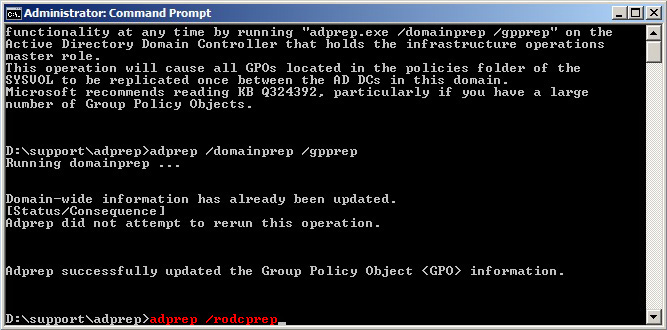 Administrator: Command Prompt
functionality at any time by running "adprep.exe /domainprep /gpprep" on the
Active Directory Domain Controller that holds the infrastructure operations
master role.
This operation will cause all GPOs located in the policies folder of the
SYSVOL to be replicated once between the AD DCs in this domain.
Microsoft recommends reading KB Q324392, particularly if you have a large
number of Group Policy Objects.
D:\support\adprep>adprep /domainprep /gpprep
Running domainprep ...
Domain-wide information has already been updated.
[Status/Consequence]
Adprep did not attempt to rerun this operation.
Adprep successfully updated the Group Policy Object <GPO> information.
D:\support\adprep>adprep /rodcprep_